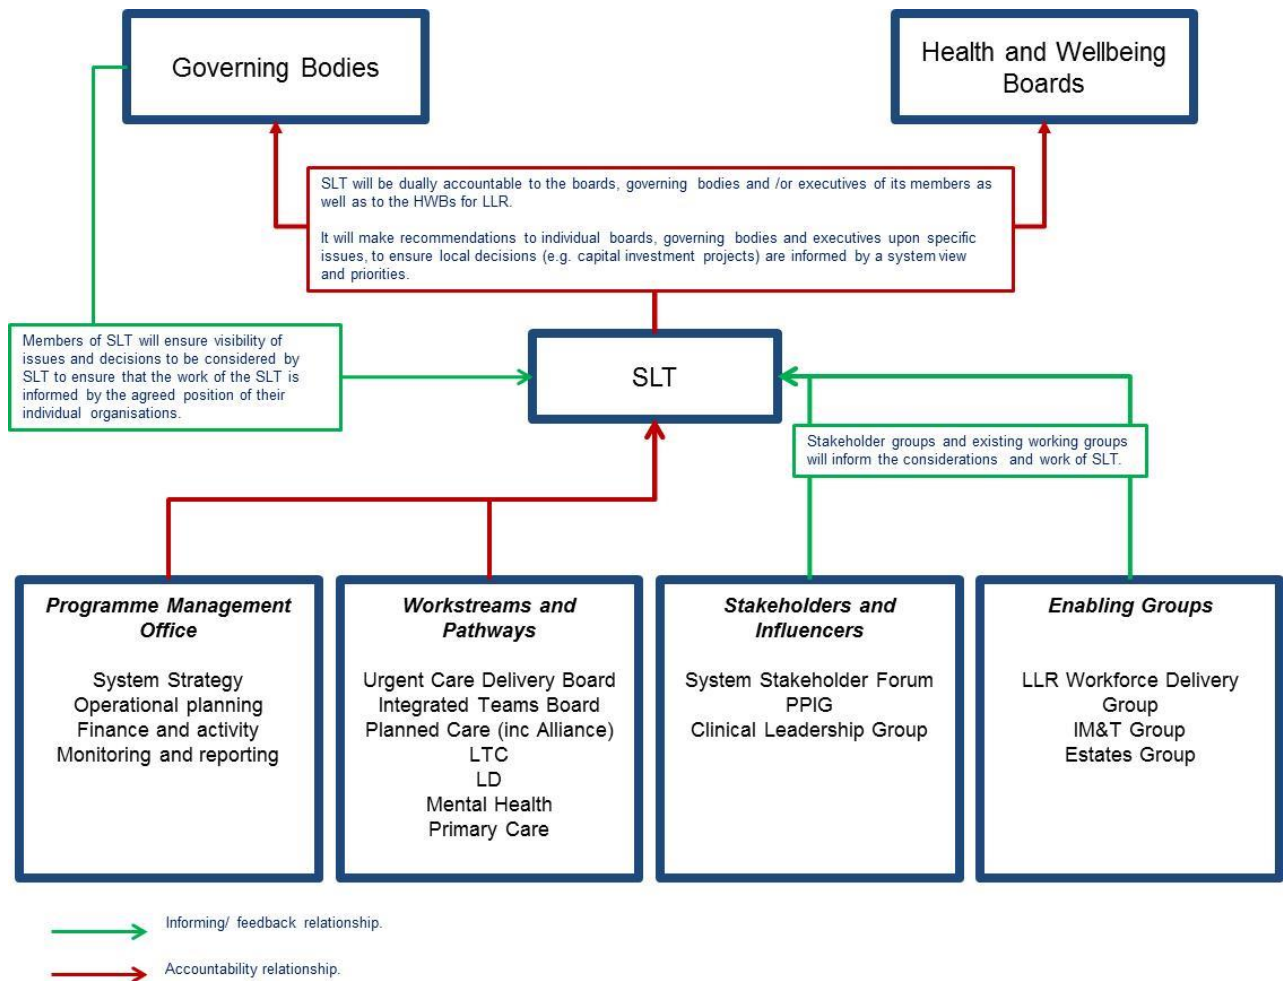 Governing Bodies
Health and Wellbeing
Boards
SLT will be dually accountable to the boards, governing bodies and /or executives of its members as
well as to the HWBs for LLR.
It will make recommendations to individual boards, governing bodies and executives upon specific
issues, to ensure local decisions (e.g. capital investment projects) are informed by a system view
and priorities.
Members of SLT will ensure visibility of
issues and decisions to be considered by
SLT to ensure that the work of the SLT is
informed by the agreed position of their
individual organisations.
SLT
Stakeholder groups and existing working groups
will inform the considerations and work of SLT.
Programme Management
Office
System Strategy
Operational planning
Finance and activity
Monitoring and reporting
Workstreams and
Pathways
Urgent Care Delivery Board
Integrated Teams Board
Planned Care (inc Alliance)
LTC
LD
Mental Health
Primary Care
Stakeholders and
Influencers
System Stakeholder Forum
PPIG
Clinical Leadership Group
Enabling Groups
LLR Workforce Delivery
Group
IM&T Group
Estates Group
Informing/ feedback relationship.
Accountability relationship.